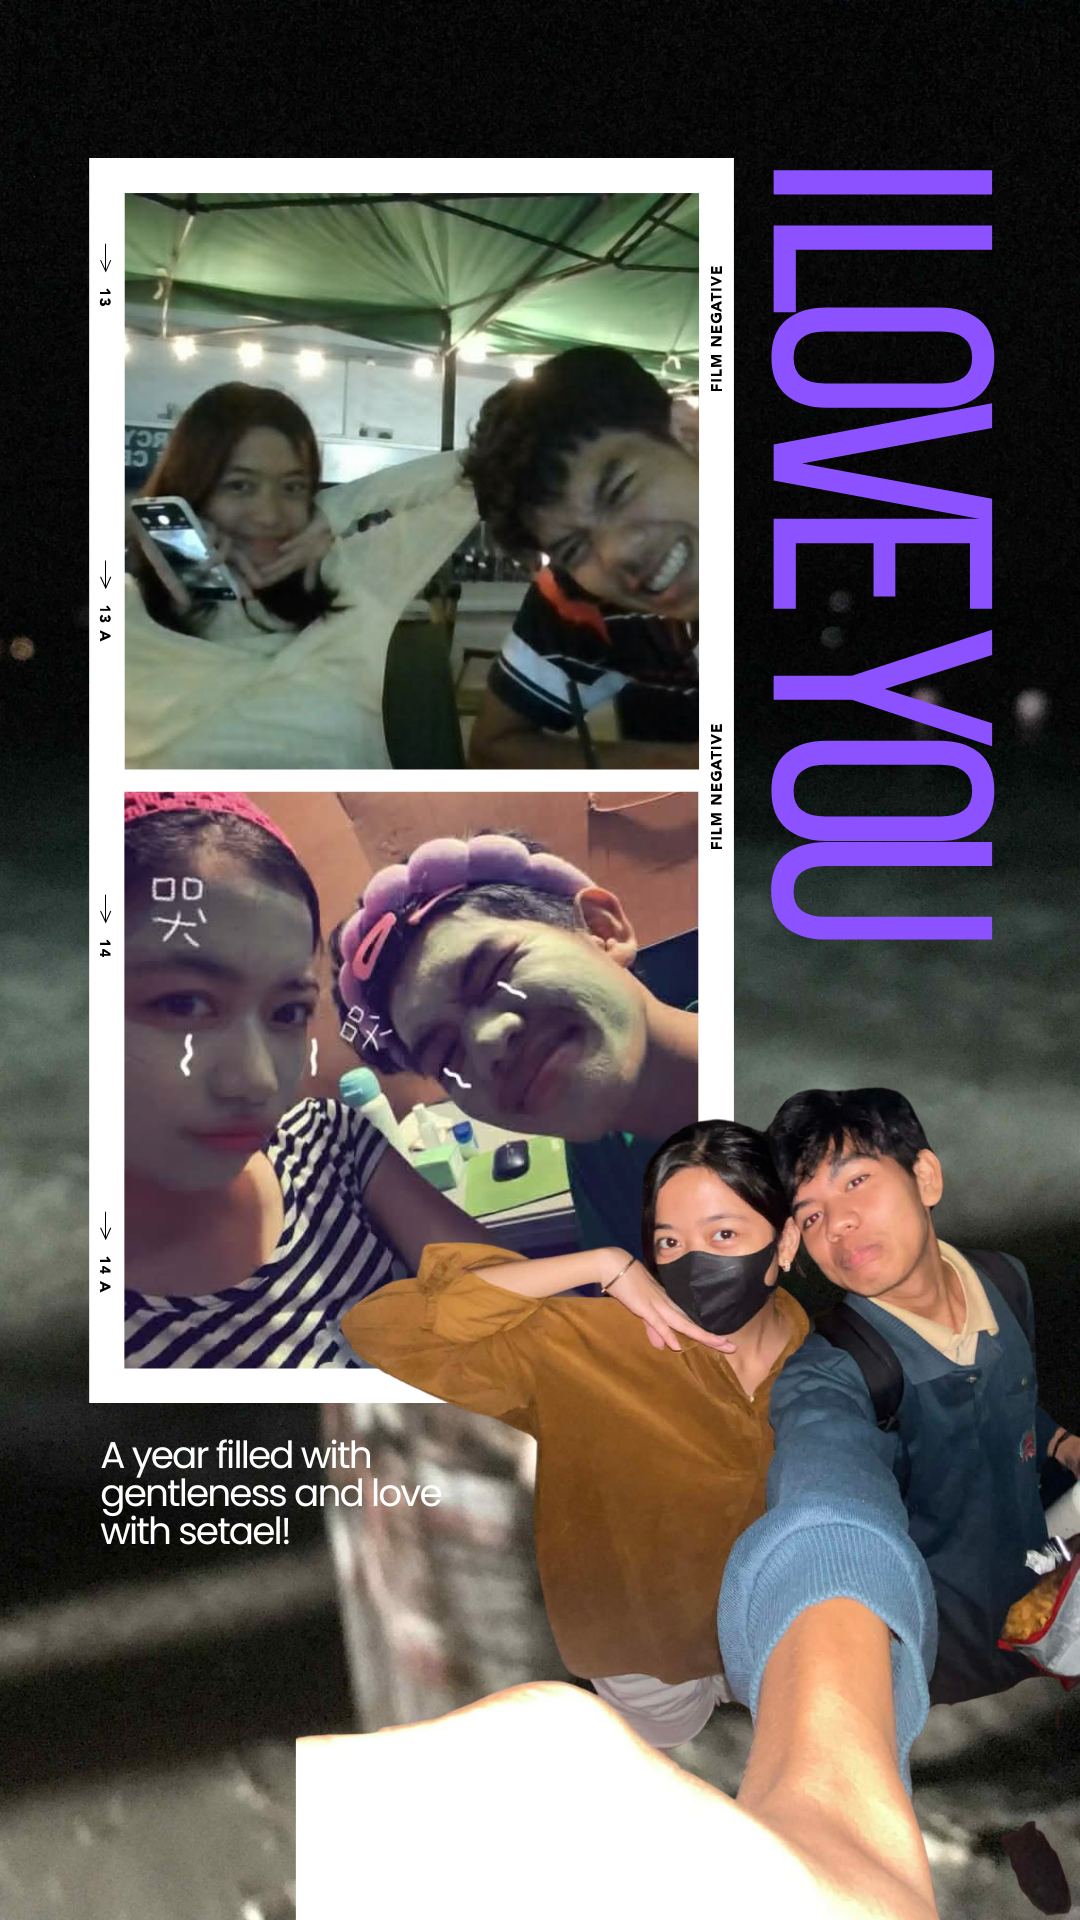 I LOVE YOU
→ 13
→ 13 A
→ 14
→ 14 A
FILM NEGATIVE
FILM NEGATIVE
哭
哭
A year filled with
gentleness and love
with setael!